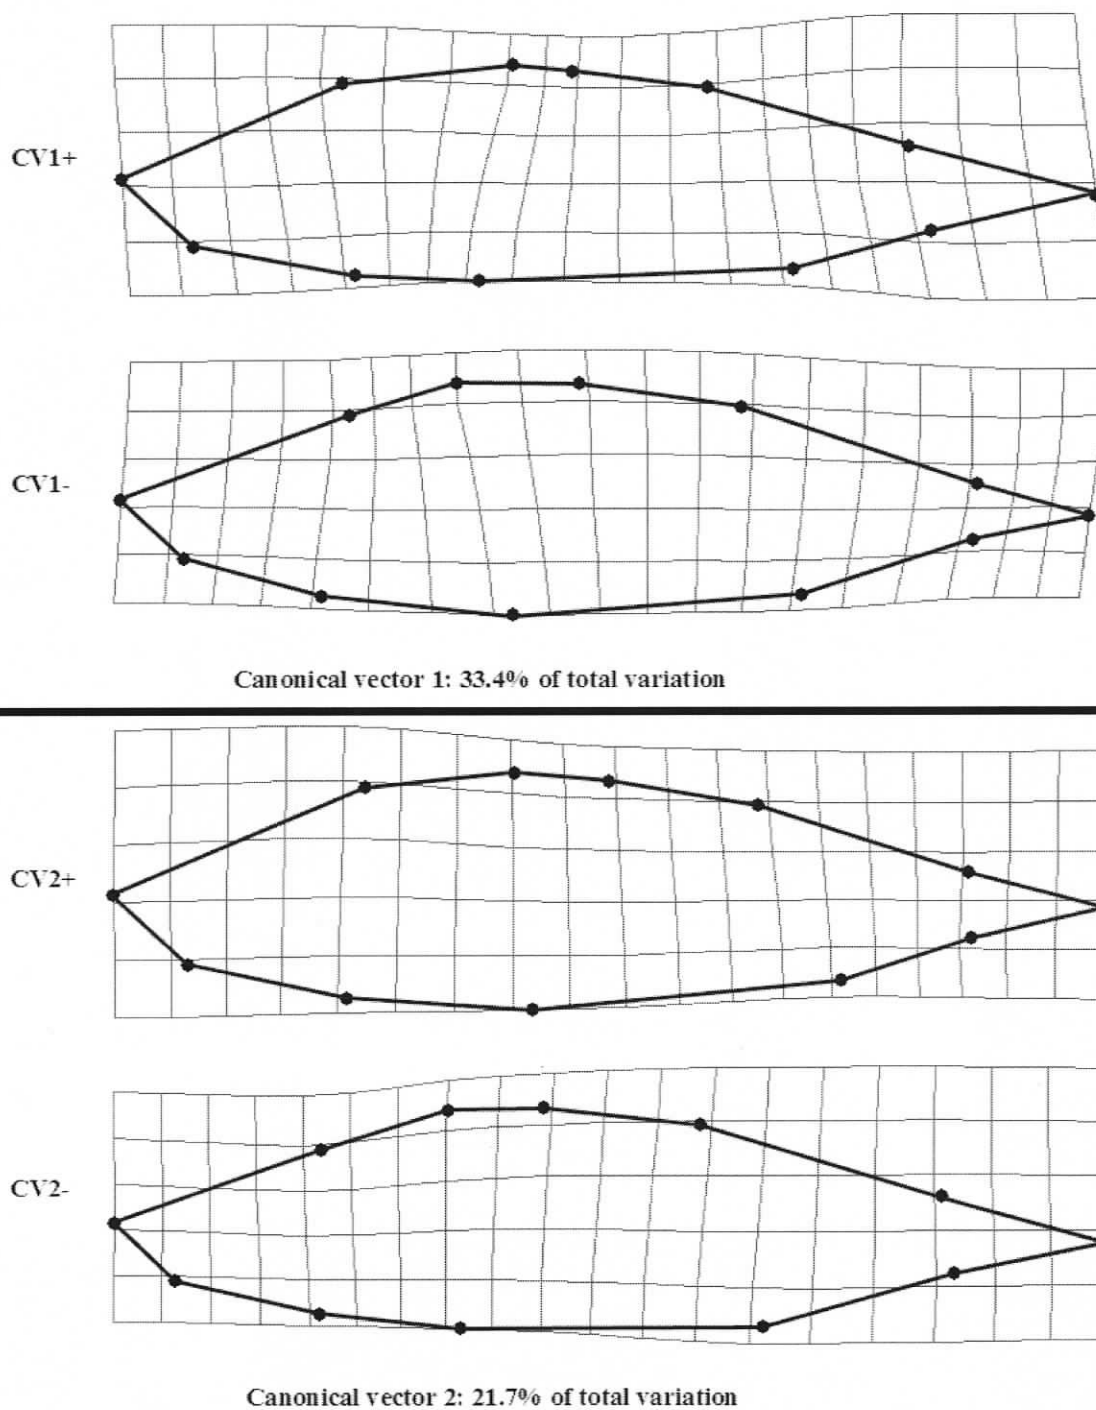 CV1+
CV1-
Canonical vector 1: 33.4% of total variation
CV2+
CV2-
Canonical vector 2: 21.7% of total variation